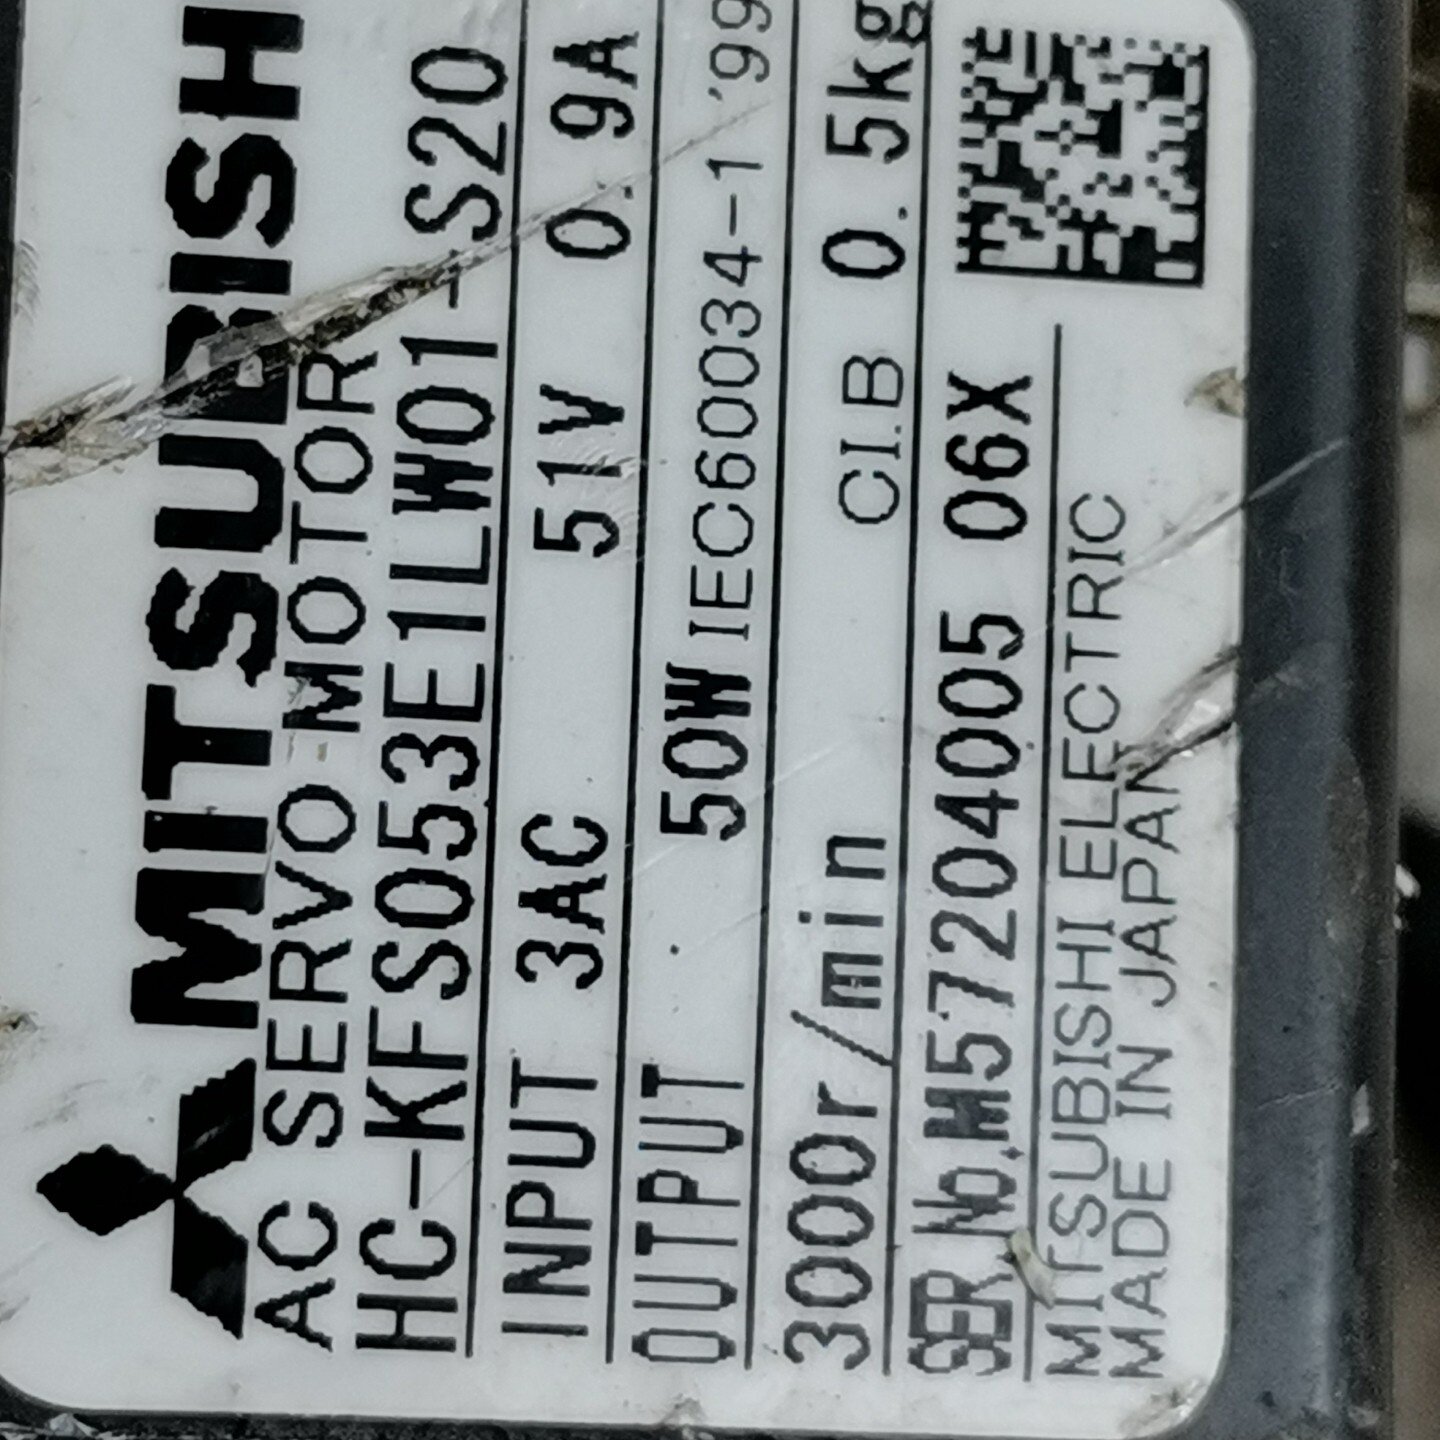 MITSUBISH
AC SERVO MOTOR
HC-KFS053E1LW01-S20
INPUT 3AC 51V 0.9A
OUTPUT 50W IEC60034-1 '99
3000r/min CI.B 0.5kg
SER.No.M57204005 06X
MITSUBISHI ELECTRIC
MADE IN JAPAN